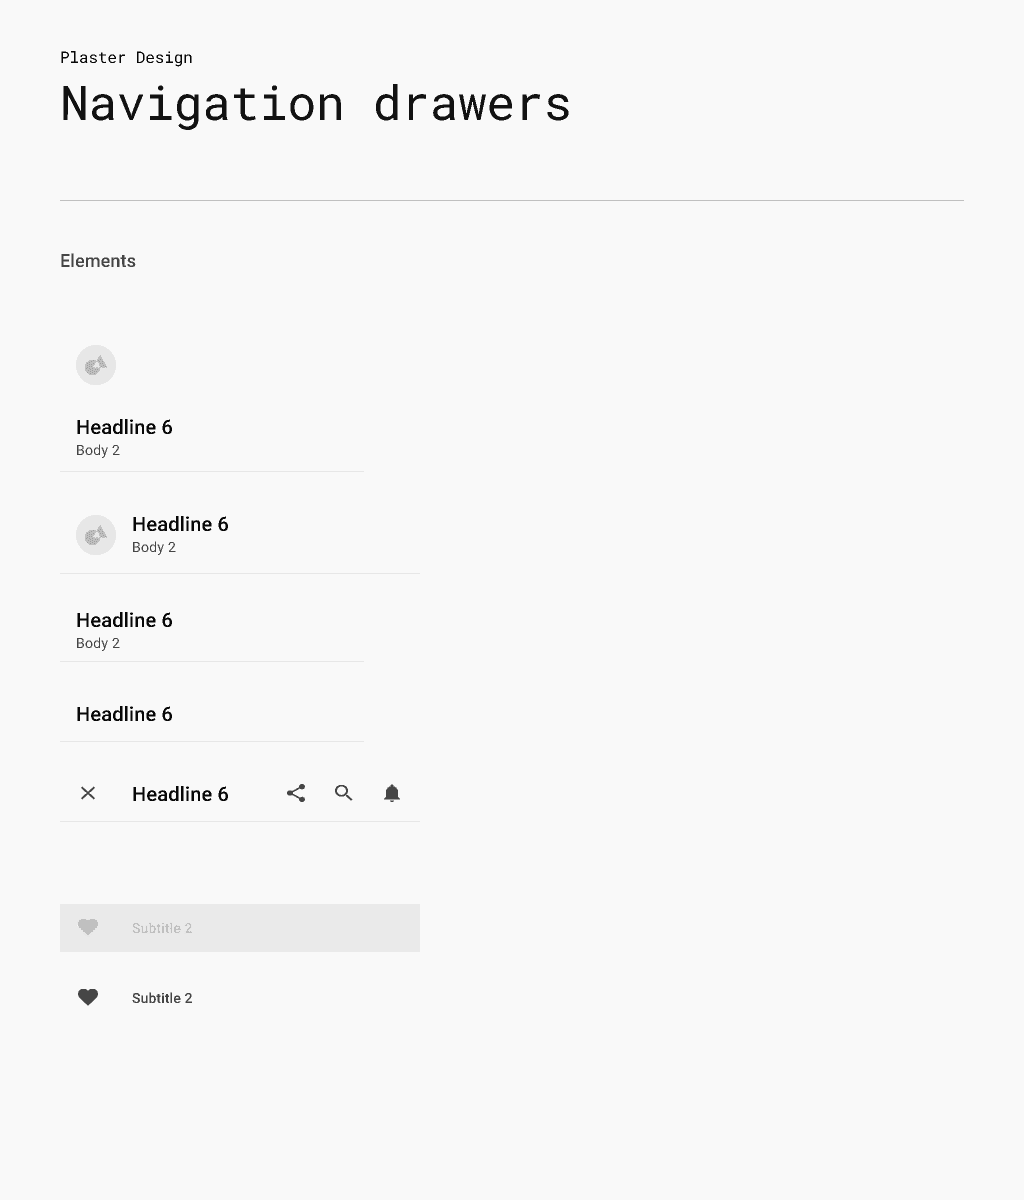 Plaster Design
Navigation drawers
Elements
Headline 6
Body 2
Headline 6
Body 2
Headline 6
Body 2
Headline 6
Headline 6
Subtitle 2
Subtitle 2